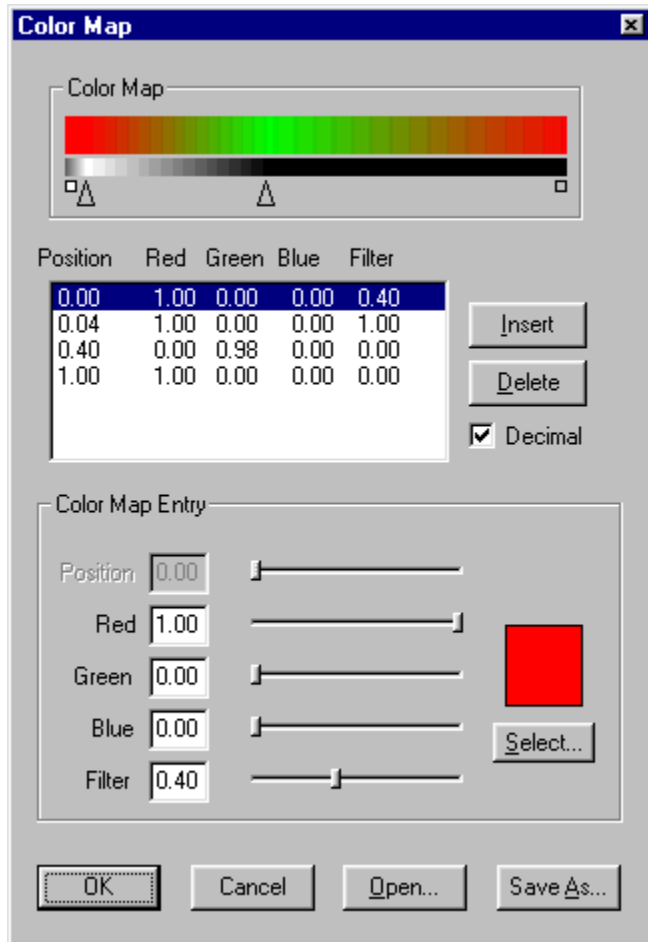 Color Map
Color Map
Position Red Green Blue Filter
0.00 1.00 0.00 0.00 0.40
0.04 1.00 0.00 0.00 1.00
0.40 0.00 0.98 0.00 0.00
1.00 1.00 0.00 0.00 0.00
Insert
Delete
Decimal
Color Map Entry
Position 0.00
Red 1.00
Green 0.00
Blue 0.00
Filter 0.40
Select...
OK Cancel Open... Save As...